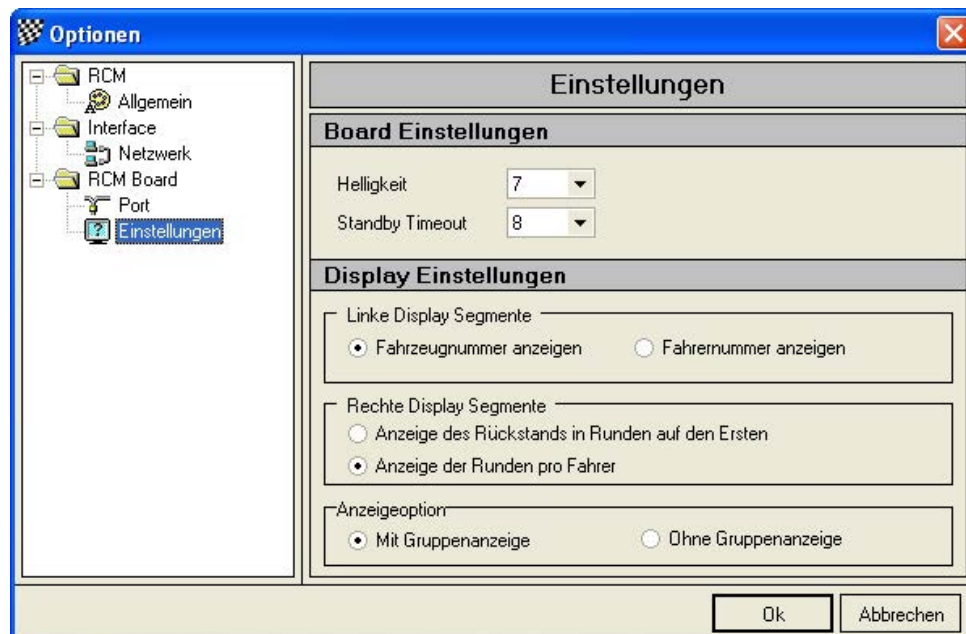 Optionen
RCM
Allgemein
Interface
Netzwerk
RCM Board
Port
Einstellungen
Einstellungen
Board Einstellungen
Helligkeit 7
Standby Timeout 8
Display Einstellungen
Linke Display Segmente
Fahrzeugnummer anzeigen Fahrernummer anzeigen
Rechte Display Segmente
Anzeige des Rückstands in Runden auf den Ersten
Anzeige der Runden pro Fahrer
Anzeigeoption
Mit Gruppenanzeige Ohne Gruppenanzeige
Ok Abbrechen